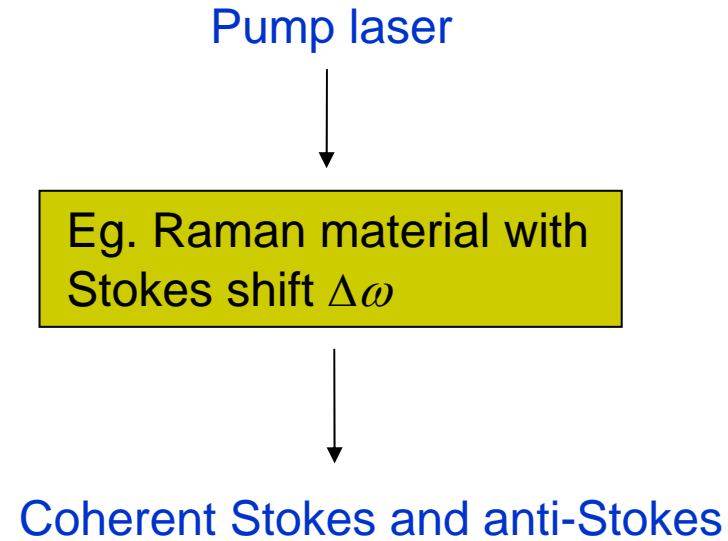 Pump laser
Eg. Raman material with
Stokes shift Δω
Coherent Stokes and anti-Stokes